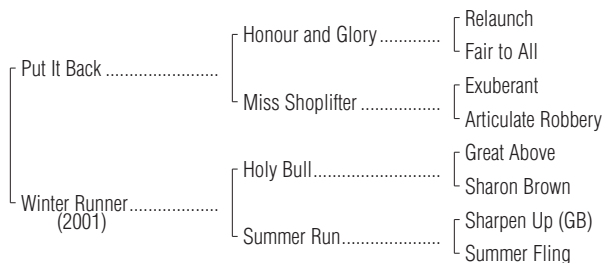 Relaunch
Honour and Glory .............
Fair to All
Put It Back ........................
Exuberant
Miss Shoplifter .................
Articulate Robbery
Great Above
Holy Bull...........................
Sharon Brown
Winter Runner...................
(2001)
Sharpen Up (GB)
Summer Run.....................
Summer Fling